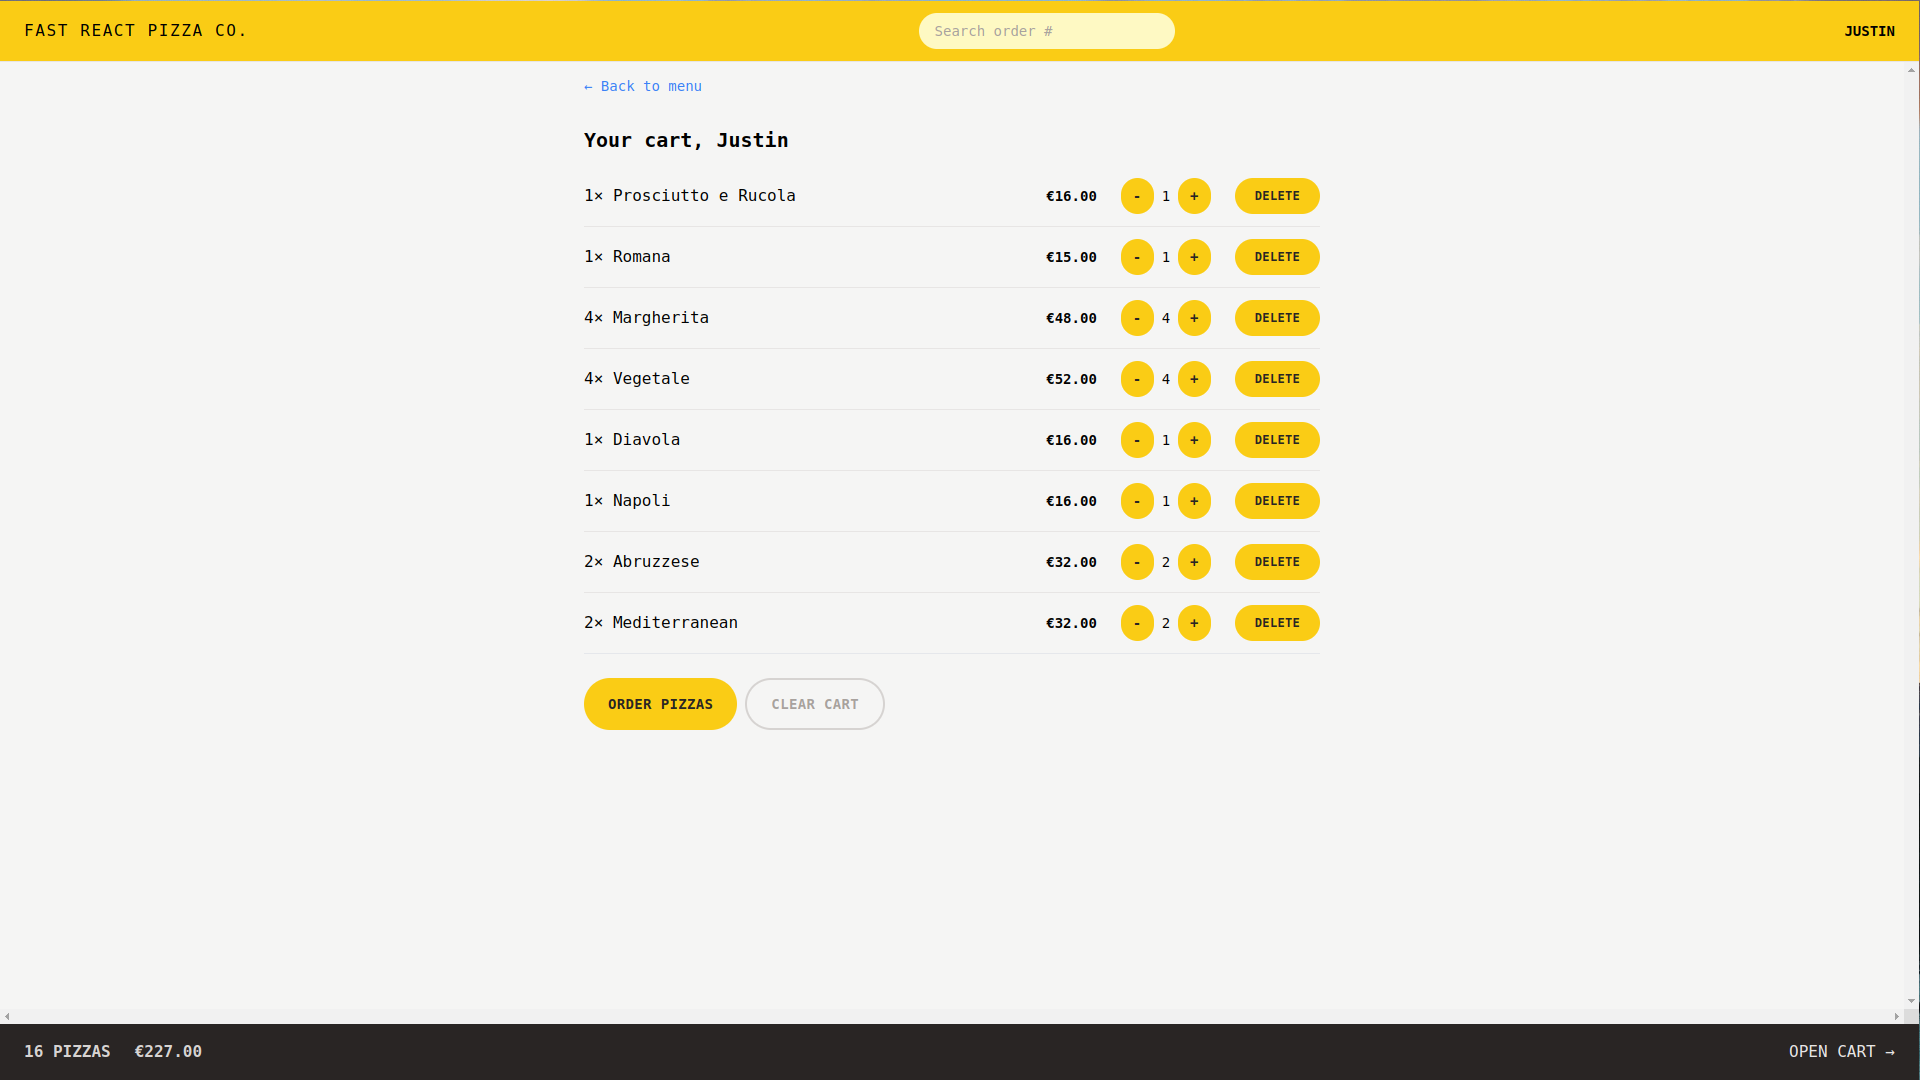 FAST REACT PIZZA CO.
Search order #
JUSTIN
← Back to menu
Your cart, Justin
1× Prosciutto e Rucola €16.00 - 1 + DELETE
1× Romana €15.00 - 1 + DELETE
4× Margherita €48.00 - 4 + DELETE
4× Vegetale €52.00 - 4 + DELETE
1× Diavola €16.00 - 1 + DELETE
1× Napoli €16.00 - 1 + DELETE
2× Abruzzese €32.00 - 2 + DELETE
2× Mediterranean €32.00 - 2 + DELETE
ORDER PIZZAS CLEAR CART
16 PIZZAS €227.00 OPEN CART →